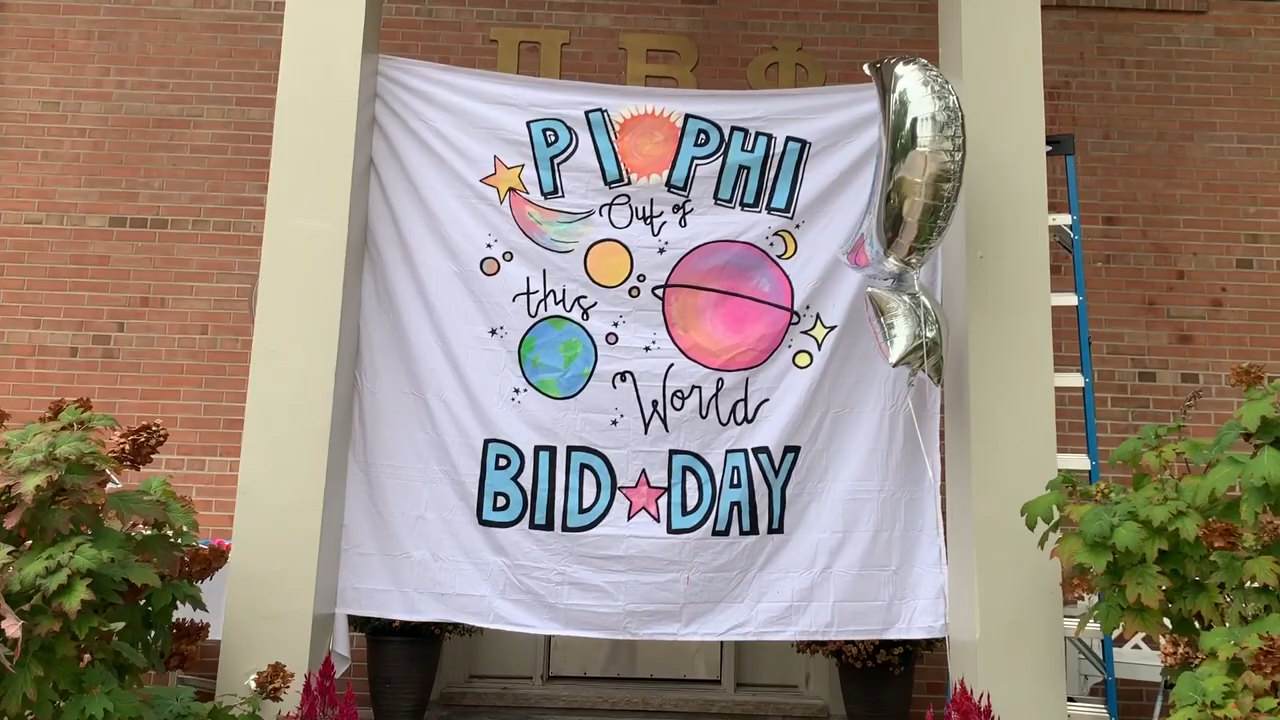 ΠΒΦ
PI PHI
Out of
this
World
BID DAY